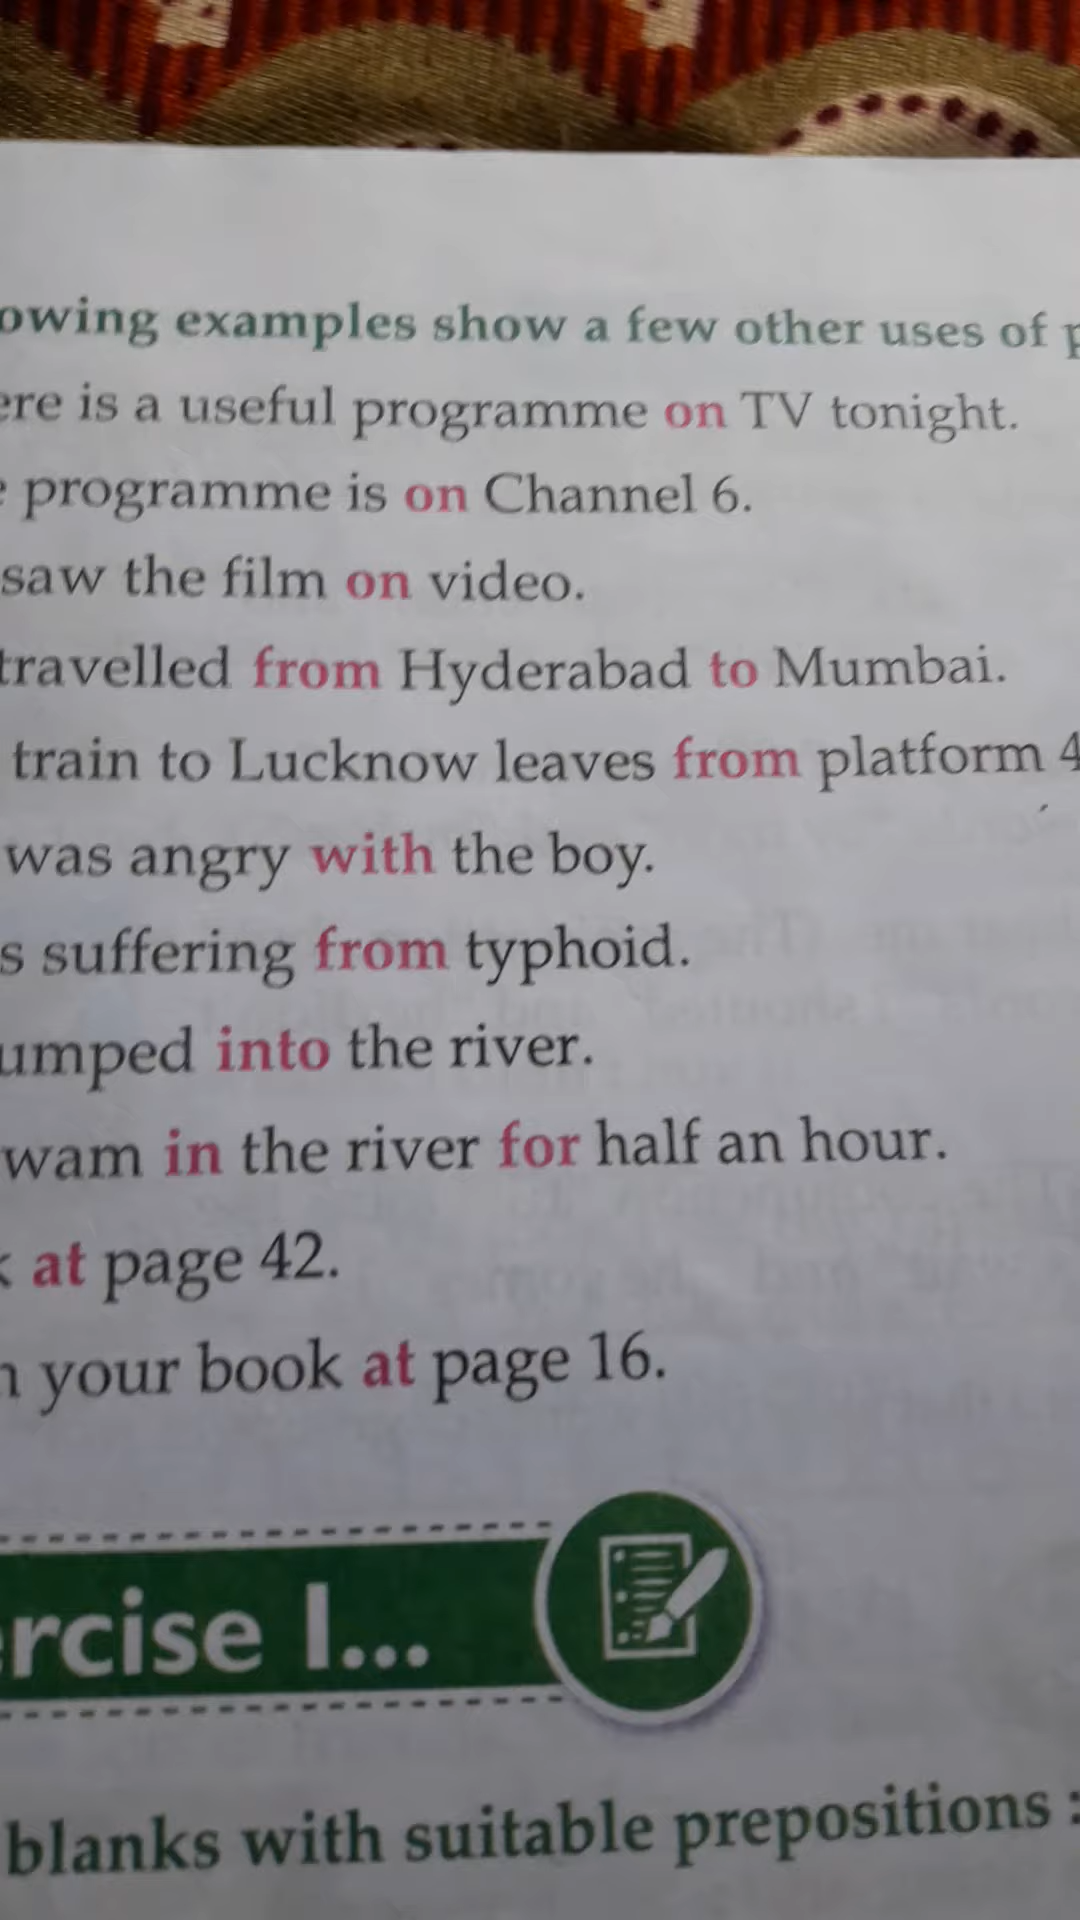 owing examples show a few other uses of p
ere is a useful programme on TV tonight.
e programme is on Channel 6.
saw the film on video.
travelled from Hyderabad to Mumbai.
train to Lucknow leaves from platform 4
was angry with the boy.
s suffering from typhoid.
umped into the river.
wam in the river for half an hour.
k at page 42.
n your book at page 16.
ercise I...
blanks with suitable prepositions :